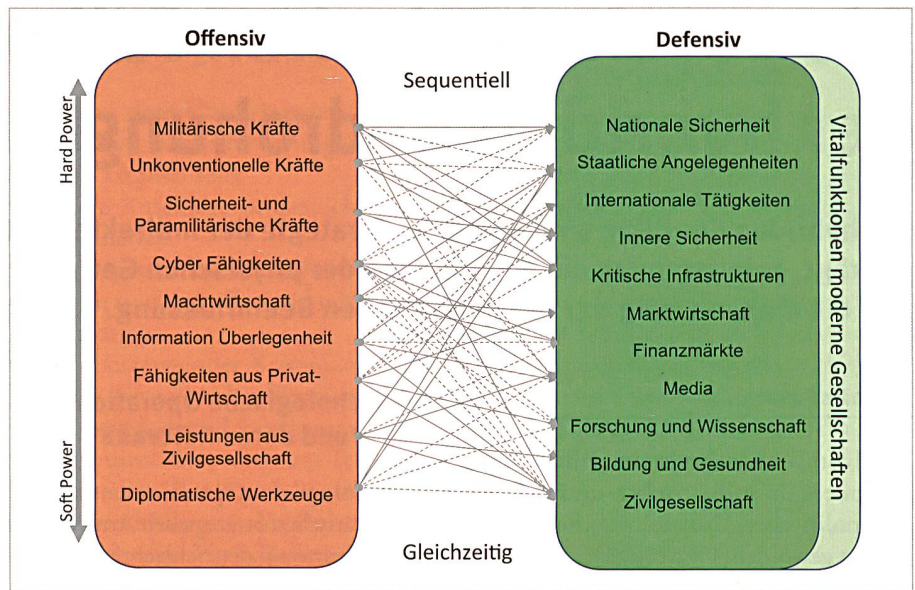 Offensiv
Defensiv
Sequentiell
Hard Power
Soft Power
Militärische Kräfte
Unkonventionelle Kräfte
Sicherheit- und
Paramilitärische Kräfte
Cyber Fähigkeiten
Machtwirtschaft
Information Überlegenheit
Fähigkeiten aus Privat-
Wirtschaft
Leistungen aus
Zivilgesellschaft
Diplomatische Werkzeuge
Nationale Sicherheit
Staatliche Angelegenheiten
Internationale Tätigkeiten
Innere Sicherheit
Kritische Infrastrukturen
Marktwirtschaft
Finanzmärkte
Media
Forschung und Wissenschaft
Bildung und Gesundheit
Zivilgesellschaft
Vitalfunktionen moderne Gesellschaften
Gleichzeitig